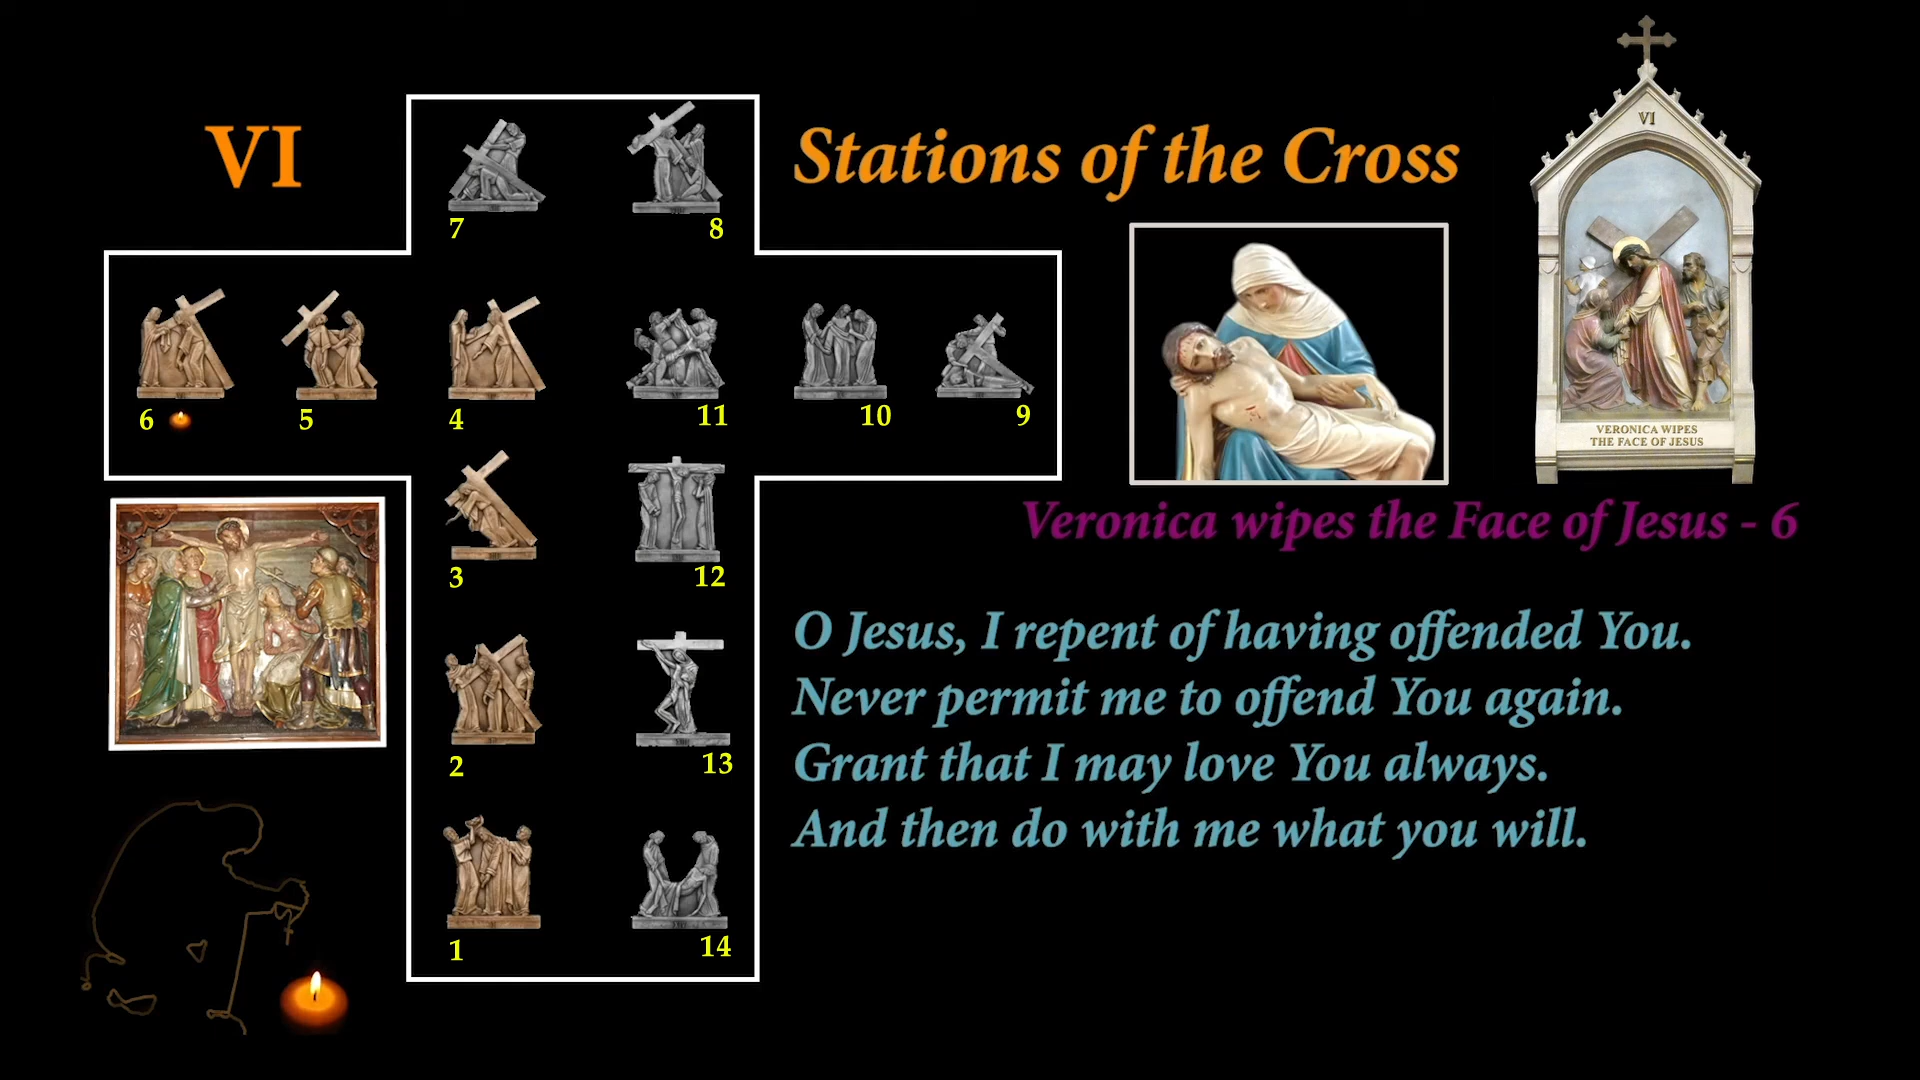 VI
Stations of the Cross
VI
VERONICA WIPES
THE FACE OF JESUS
7
8
6
5
4
11
10
9
3
12
2
13
1
14
Veronica wipes the Face of Jesus - 6
O Jesus, I repent of having offended You.
Never permit me to offend You again.
Grant that I may love You always.
And then do with me what you will.